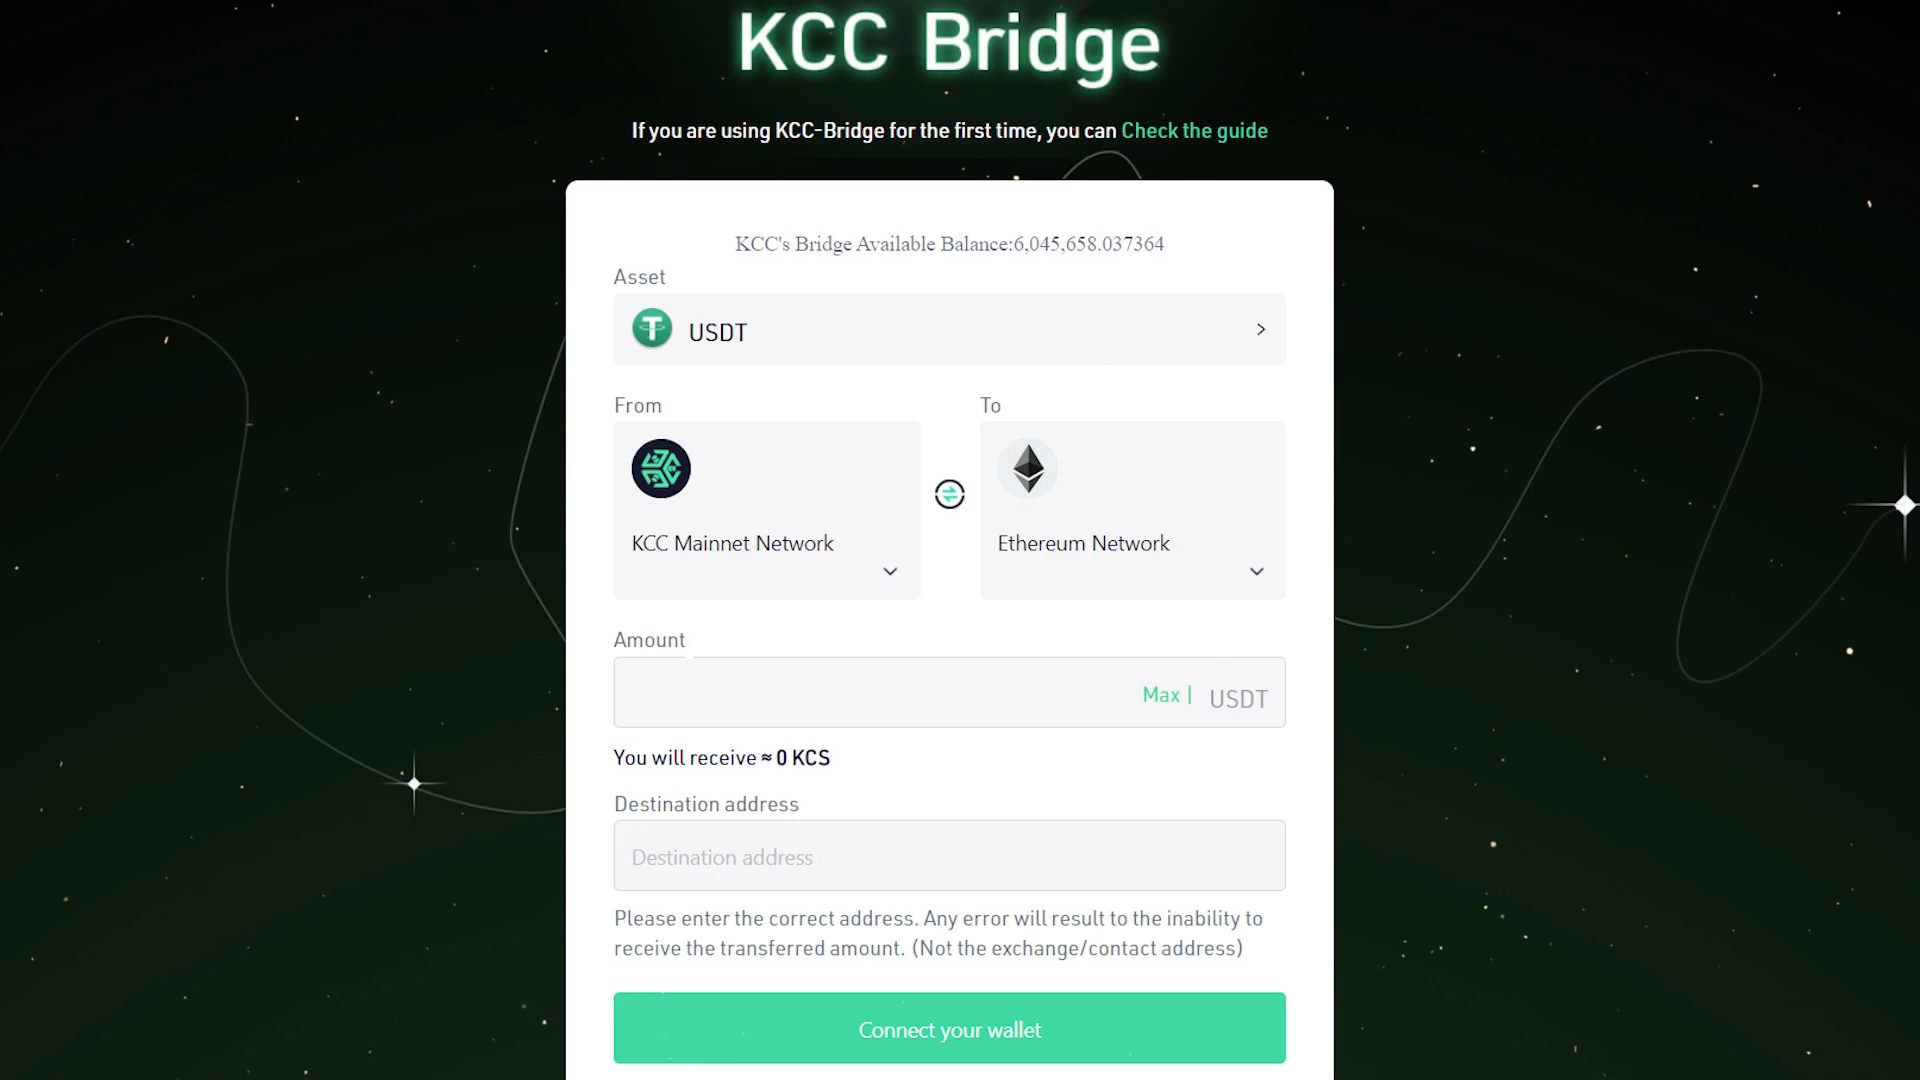 KCC Bridge
If you are using KCC-Bridge for the first time, you can Check the guide
KCC's Bridge Available Balance:6,045,658.037364
Asset
USDT
From
To
KCC Mainnet Network
Ethereum Network
Amount
Max | USDT
You will receive ≈ 0 KCS
Destination address
Destination address
Please enter the correct address. Any error will result to the inability to
receive the transferred amount. (Not the exchange/contact address)
Connect your wallet